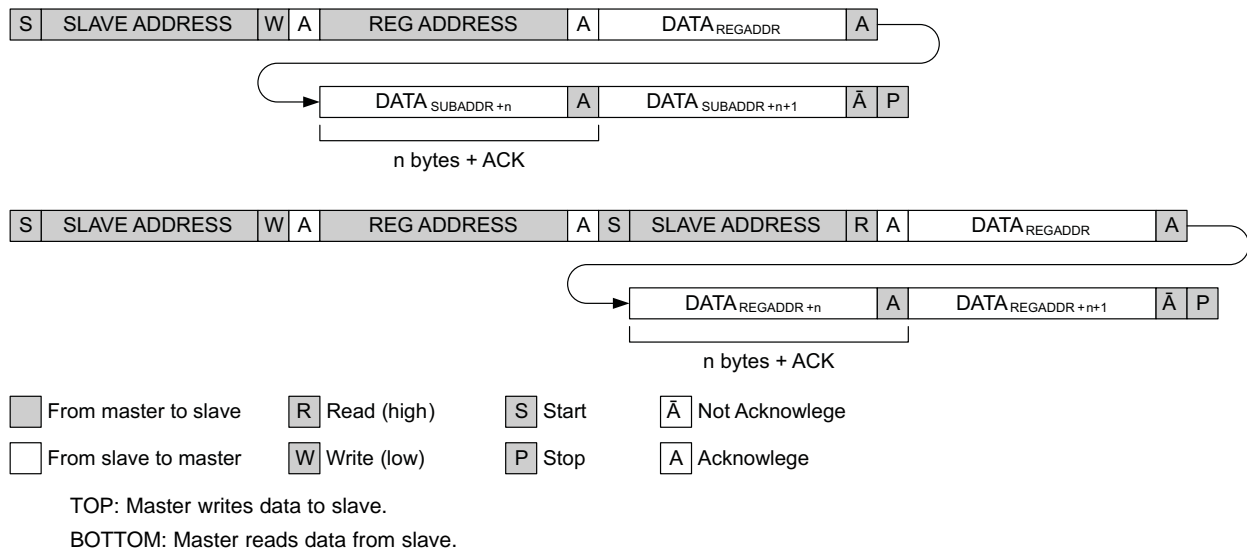 S SLAVE ADDRESS W A REG ADDRESS A DATA REGADDR A
DATA SUBADDR +n A DATA SUBADDR +n+1 Ā P
n bytes + ACK
S SLAVE ADDRESS W A REG ADDRESS A S SLAVE ADDRESS R A DATA REGADDR A
DATA REGADDR +n A DATA REGADDR +n+1 Ā P
n bytes + ACK
From master to slave R Read (high) S Start Ā Not Acknowlege
From slave to master W Write (low) P Stop A Acknowlege
TOP: Master writes data to slave.
BOTTOM: Master reads data from slave.